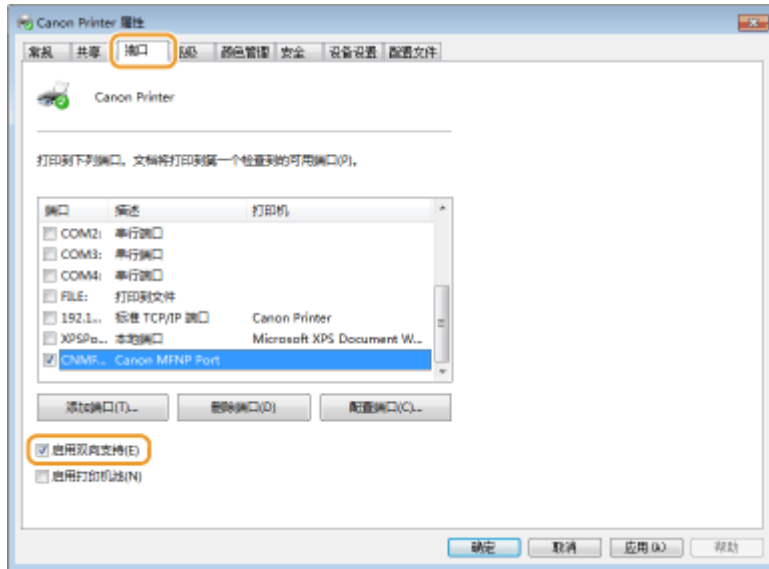 Canon Printer 属性
常规 共享 端口 高级 颜色管理 安全 设备设置 配置文件
Canon Printer
打印到下列端口。文档将打印到第一个检查到的可用端口(P)。
端口 描述 打印机
COM2: 串行端口
COM3: 串行端口
COM4: 串行端口
FILE: 打印到文件
192.1... 标准 TCP/IP 端口 Canon Printer
XPSPo... 本地端口 Microsoft XPS Document W...
CNMF... Canon MFNP Port
添加端口(T)... 删除端口(D) 配置端口(C)...
启用双向支持(E)
启用打印机池(N)
确定 取消 应用(A) 帮助